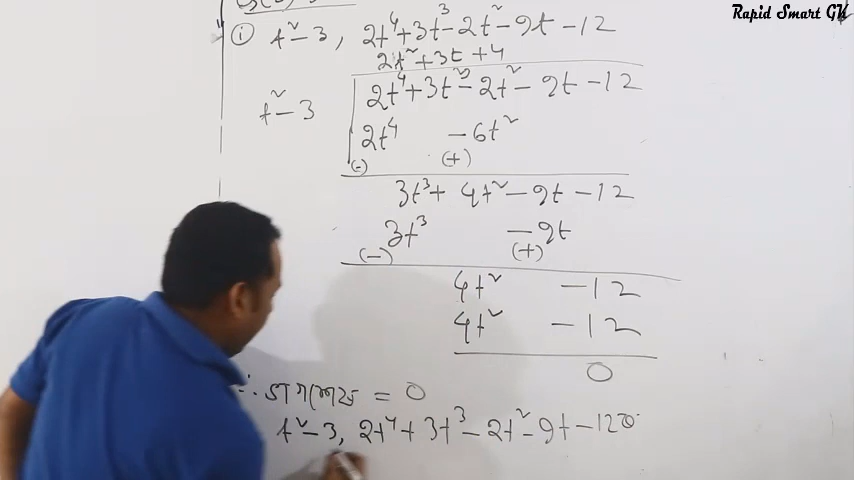 Rapid Smart GK
(i) t²-3, 2t⁴+3t³-2t²-9t-12
2t²+3t+4
t²-3 2t⁴+3t³-2t²-9t-12
2t⁴ -6t²
(-) (+)
3t³+4t²-9t-12
3t³ -9t
(-) (+)
4t² -12
4t² -12
0
∴ ভাগশেষ = 0
t²-3, 2t⁴+3t³-2t²-9t-12ৰ